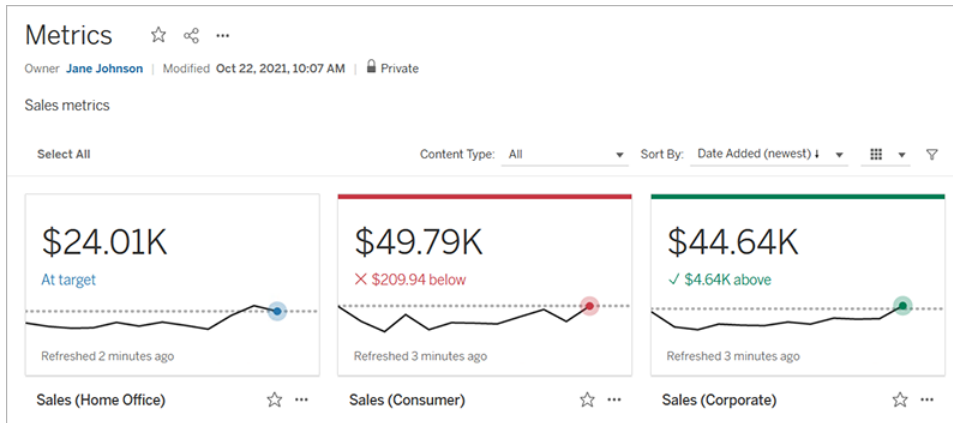 Metrics
Owner Jane Johnson | Modified Oct 22, 2021, 10:07 AM | Private
Sales metrics
Select All Content Type: All Sort By: Date Added (newest) ↓
$24.01K
At target
Refreshed 2 minutes ago
Sales (Home Office)
$49.79K
× $209.94 below
Refreshed 3 minutes ago
Sales (Consumer)
$44.64K
✓ $4.64K above
Refreshed 3 minutes ago
Sales (Corporate)